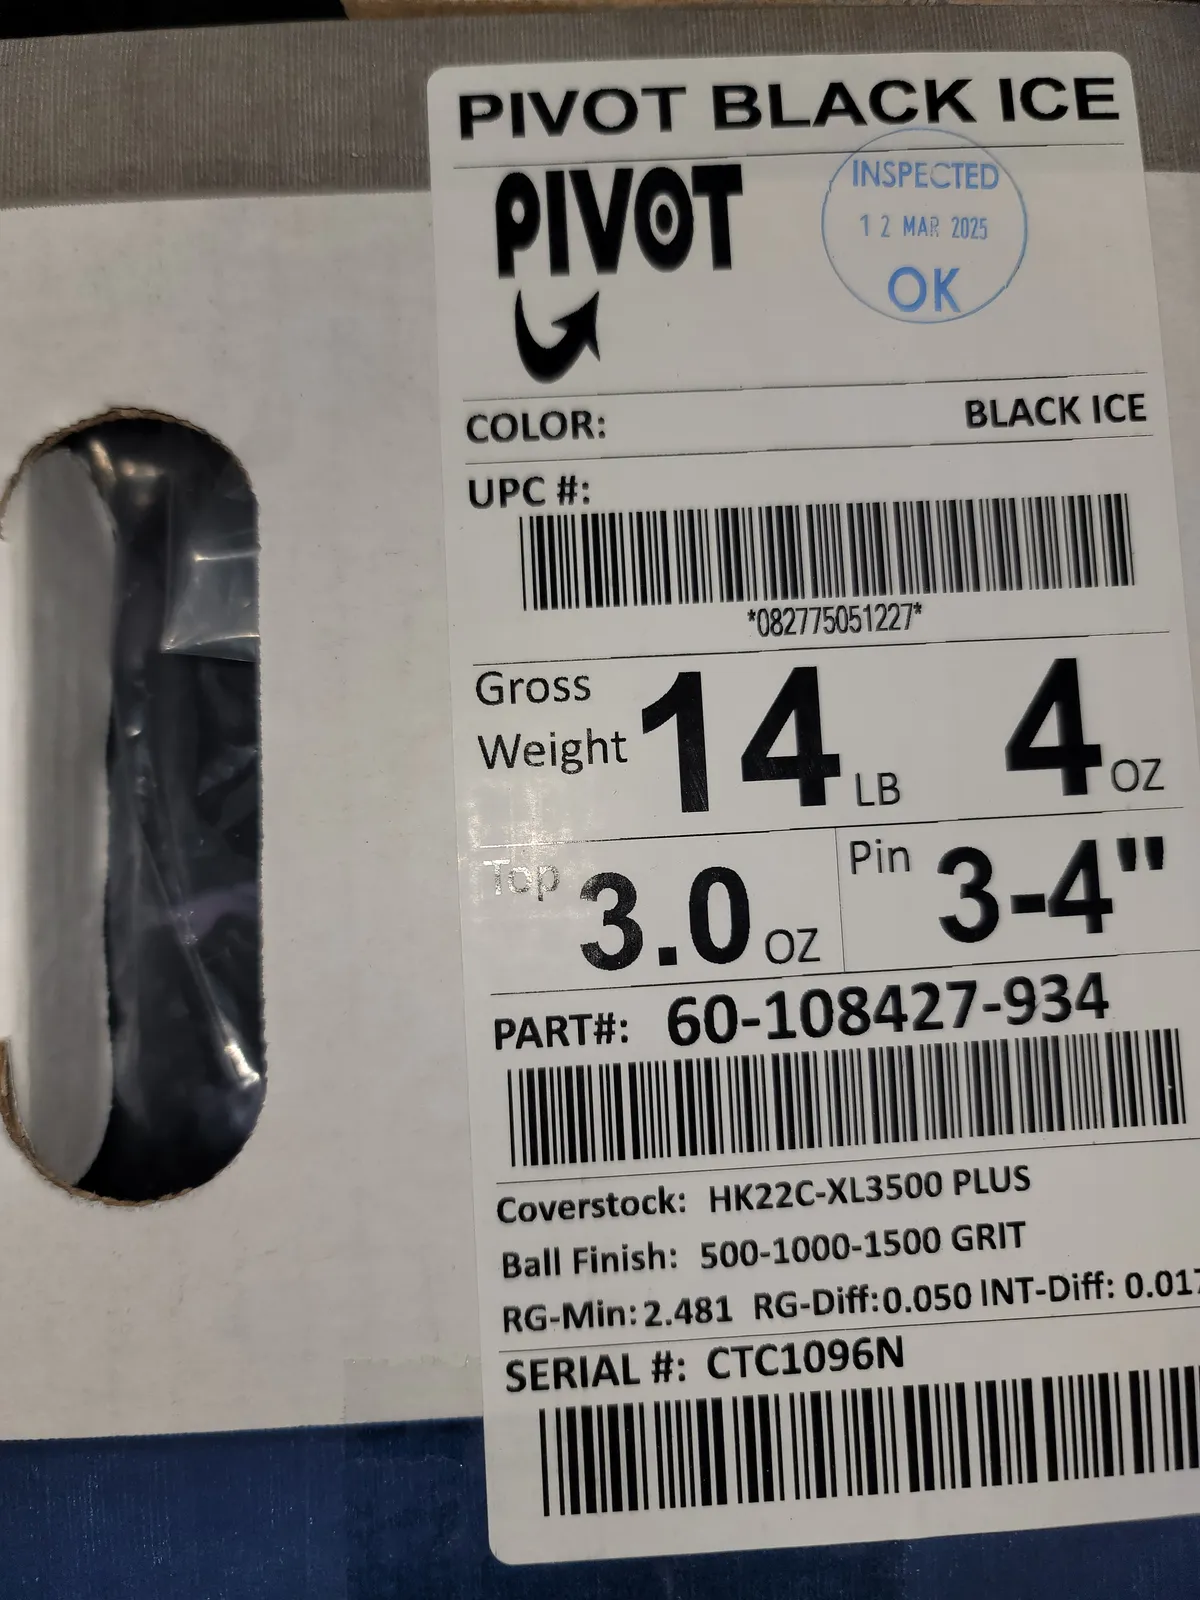 PIVOT BLACK ICE
PIVOT
INSPECTED
12 MAR 2025
OK
COLOR: BLACK ICE
UPC #:
*082775051227*
Gross Weight 14 LB 4 OZ
Top 3.0 OZ Pin 3-4"
PART#: 60-108427-934
Coverstock: HK22C-XL3500 PLUS
Ball Finish: 500-1000-1500 GRIT
RG-Min: 2.481 RG-Diff:0.050 INT-Diff: 0.017
SERIAL #: CTC1096N